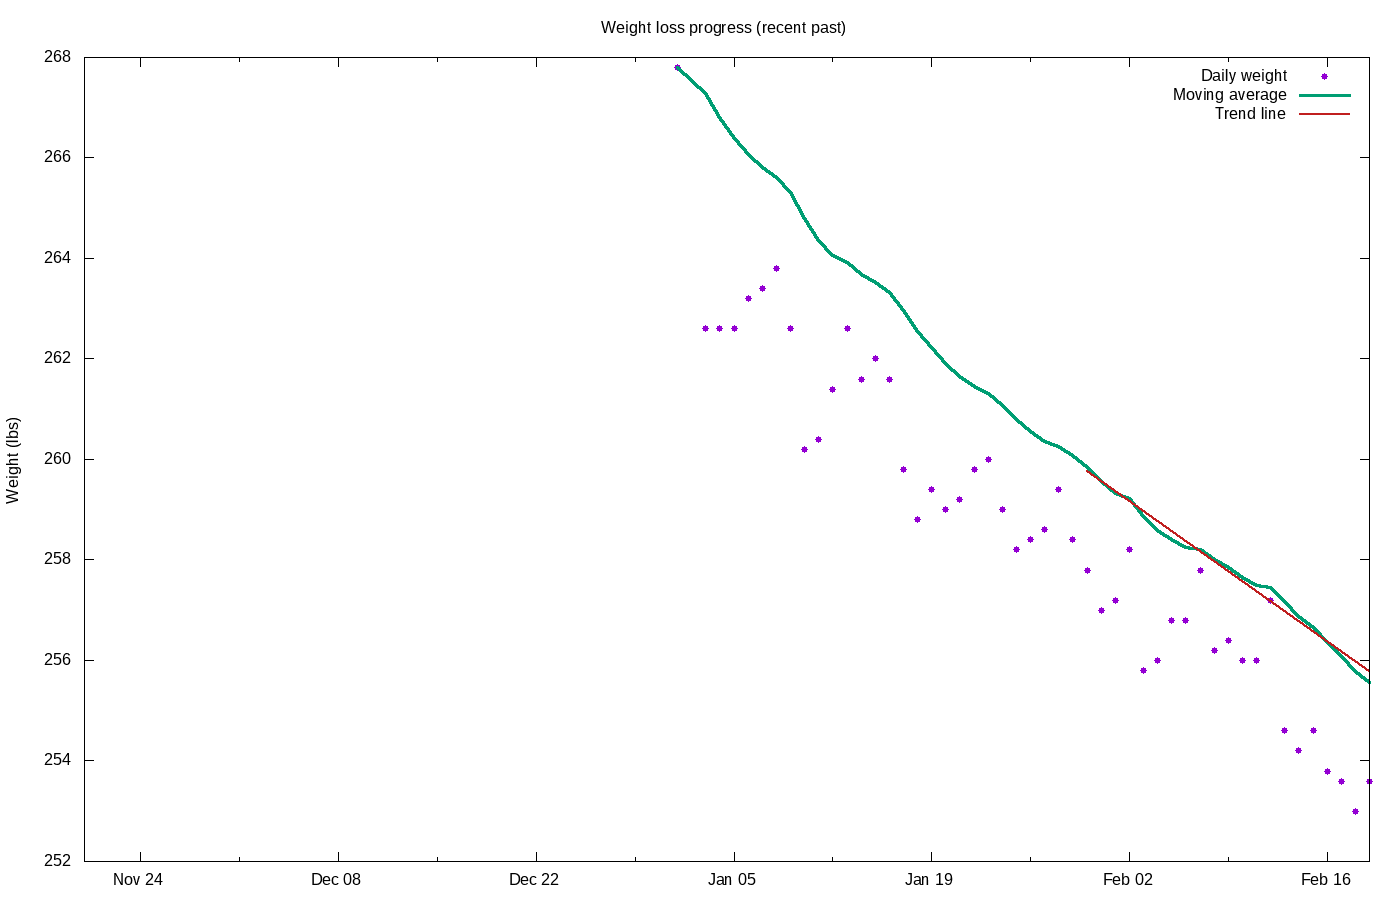 Weight loss progress (recent past)
268
266
264
262
260
258
256
254
252
Weight (lbs)
Daily weight
Moving average
Trend line
Nov 24 Dec 08 Dec 22 Jan 05 Jan 19 Feb 02 Feb 16